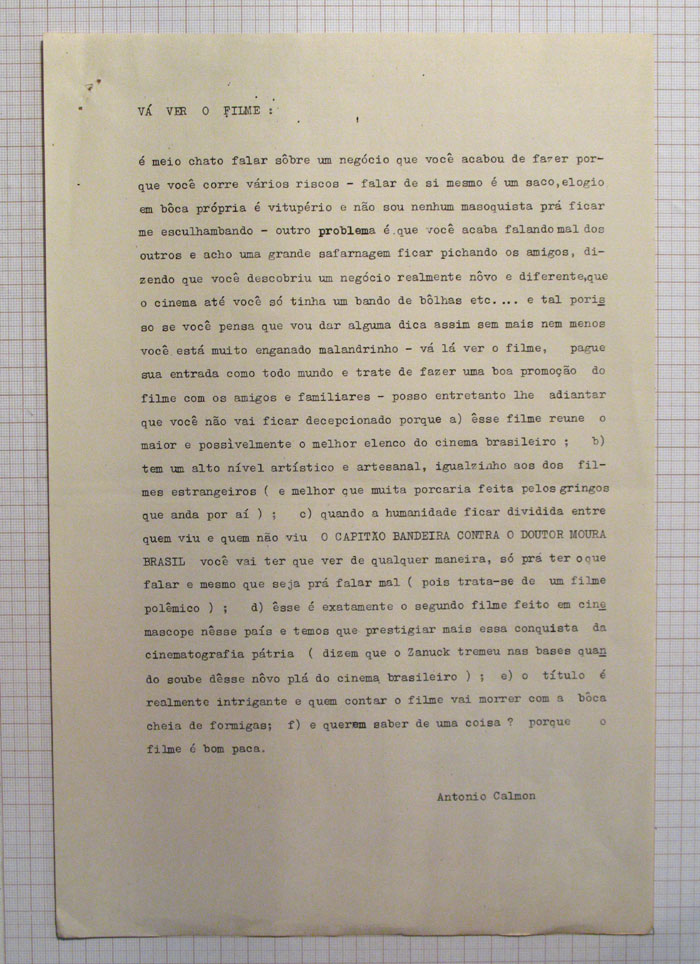 VÁ VER O FILME :
é meio chato falar sôbre um negócio que você acabou de fazer por-
que você corre vários riscos - falar de si mesmo é um saco,elogio
em bôca própria é vitupério e não sou nenhum masoquista prá ficar
me esculhambando - outro problema é que você acaba falando mal dos
outros e acho uma grande safarnagem ficar pichando os amigos, di-
zendo que você descobriu um negócio realmente nôvo e diferente,que
o cinema até você só tinha um bando de bôlhas etc.... e tal poris
so se você pensa que vou dar alguma dica assim sem mais nem menos
você está muito enganado malandrinho - vá lá ver o filme, pague
sua entrada como todo mundo e trate de fazer uma boa promoção do
filme com os amigos e familiares - posso entretanto lhe adiantar
que você não vai ficar decepcionado porque a) êsse filme reune o
maior e possìvelmente o melhor elenco do cinema brasileiro ; b)
tem um alto nível artístico e artesanal, igualzinho aos dos fil-
mes estrangeiros ( e melhor que muita porcaria feita pelos gringos
que anda por aí ) ; c) quando a humanidade ficar dividida entre
quem viu e quem não viu O CAPITÃO BANDEIRA CONTRA O DOUTOR MOURA
BRASIL você vai ter que ver de qualquer maneira, só prá ter oque
falar e mesmo que seja prá falar mal ( pois trata-se de um filme
polêmico ) ; d) êsse é exatamente o segundo filme feito em cine
mascope nêsse país e temos que prestigiar mais essa conquista da
cinematografia pátria ( dizem que o Zanuck tremeu nas bases quan
do soube dêsse nôvo plá do cinema brasileiro ) ; e) o título é
realmente intrigante e quem contar o filme vai morrer com a bôca
cheia de formigas; f) e querem saber de uma coisa ? porque o
filme é bom paca.
Antonio Calmon